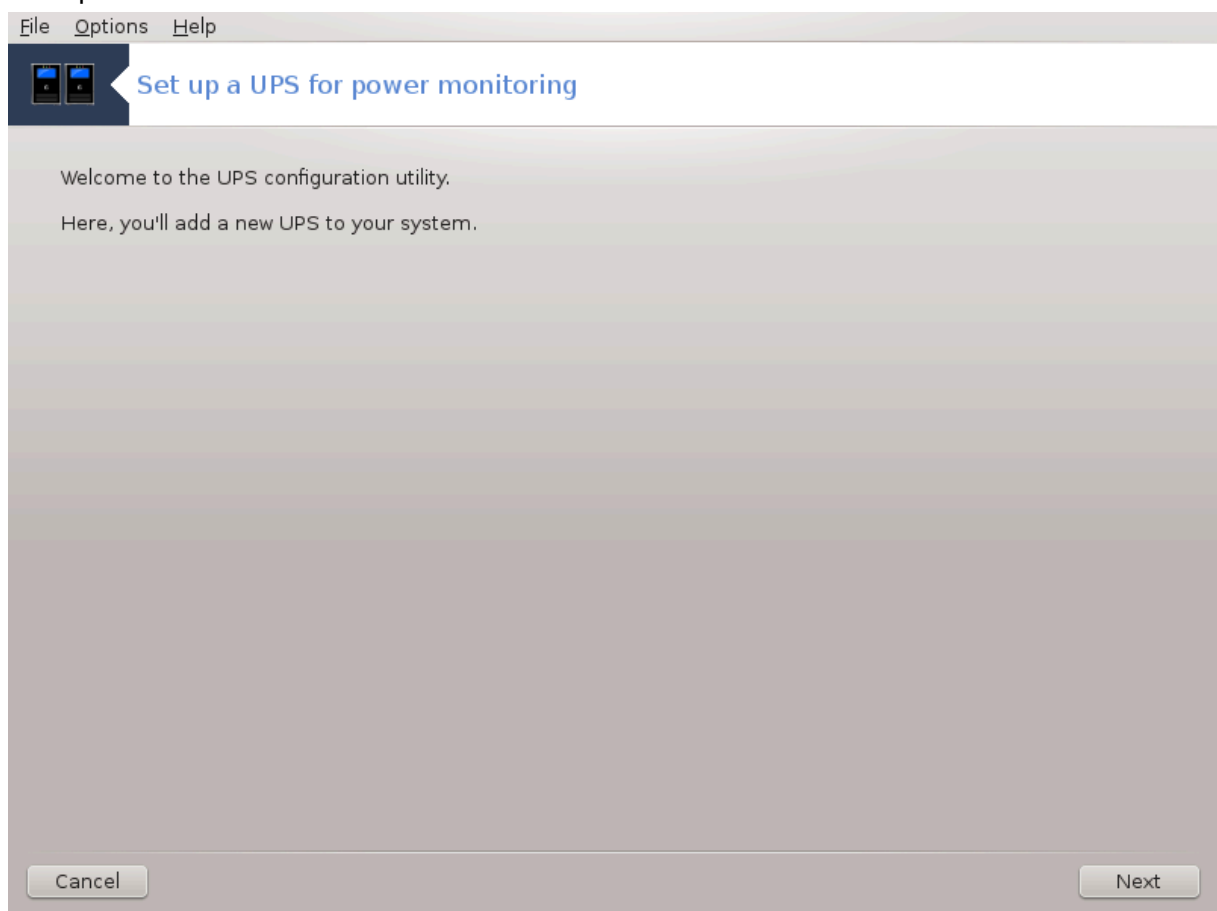 File Options Help
Set up a UPS for power monitoring
Welcome to the UPS configuration utility.
Here, you'll add a new UPS to your system.
Cancel Next